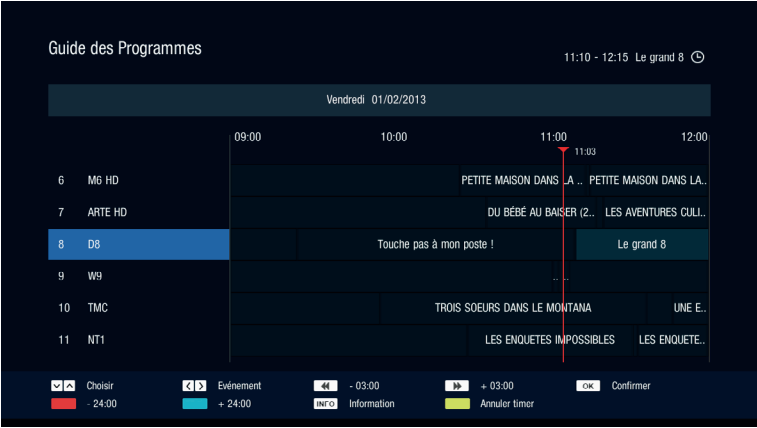 Guide des Programmes
11:10 - 12:15 Le grand 8
Vendredi 01/02/2013
09:00 10:00 11:00 12:00
11:03
6 M6 HD PETITE MAISON DANS LA .. PETITE MAISON DANS LA..
7 ARTE HD DU BÉBÉ AU BAISER (2.. LES AVENTURES CULI..
8 D8 Touche pas à mon poste ! Le grand 8
9 W9 .. ..
10 TMC TROIS SOEURS DANS LE MONTANA UNE E..
11 NT1 LES ENQUETES IMPOSSIBLES LES ENQUETE..
Choisir Evénement - 03:00 + 03:00 OK Confirmer
- 24:00 + 24:00 INFO Information Annuler timer